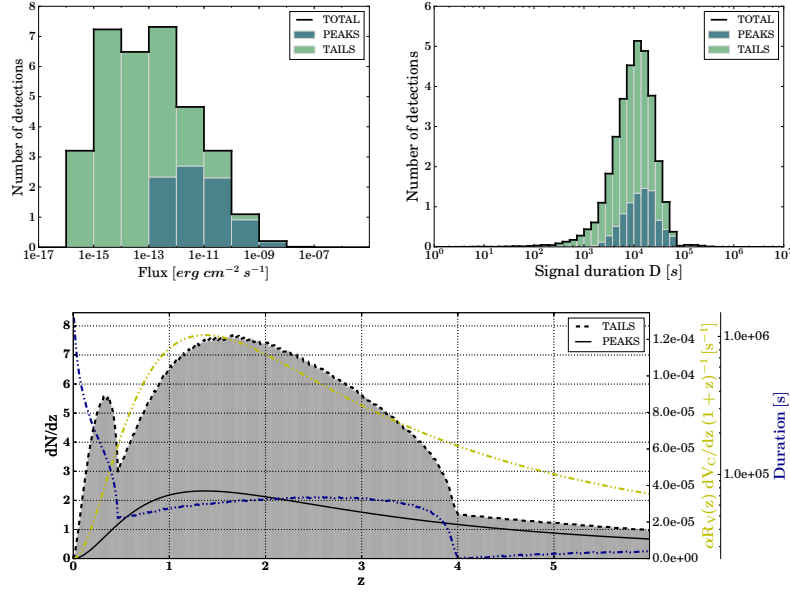 8
7
6
5
4
3
2
1
0
Number of detections
TOTAL
PEAKS
TAILS
1e-17 1e-15 1e-13 1e-11 1e-09 1e-07
Flux [erg cm⁻² s⁻¹]
6
5
4
3
2
1
0
Number of detections
TOTAL
PEAKS
TAILS
10⁰ 10¹ 10² 10³ 10⁴ 10⁵ 10⁶ 10⁷
Signal duration D [s]
8
7
6
5
4
3
2
1
0
dN/dz
TAILS
PEAKS
0 1 2 3 4 5
z
1.2e-04
1.0e-04
8.0e-05
6.0e-05
4.0e-05
2.0e-05
0.0e+00
αRV(z) dVC/dz (1 + z)⁻¹ [s⁻¹]
1.0e+06
1.0e+05
Duration [s]